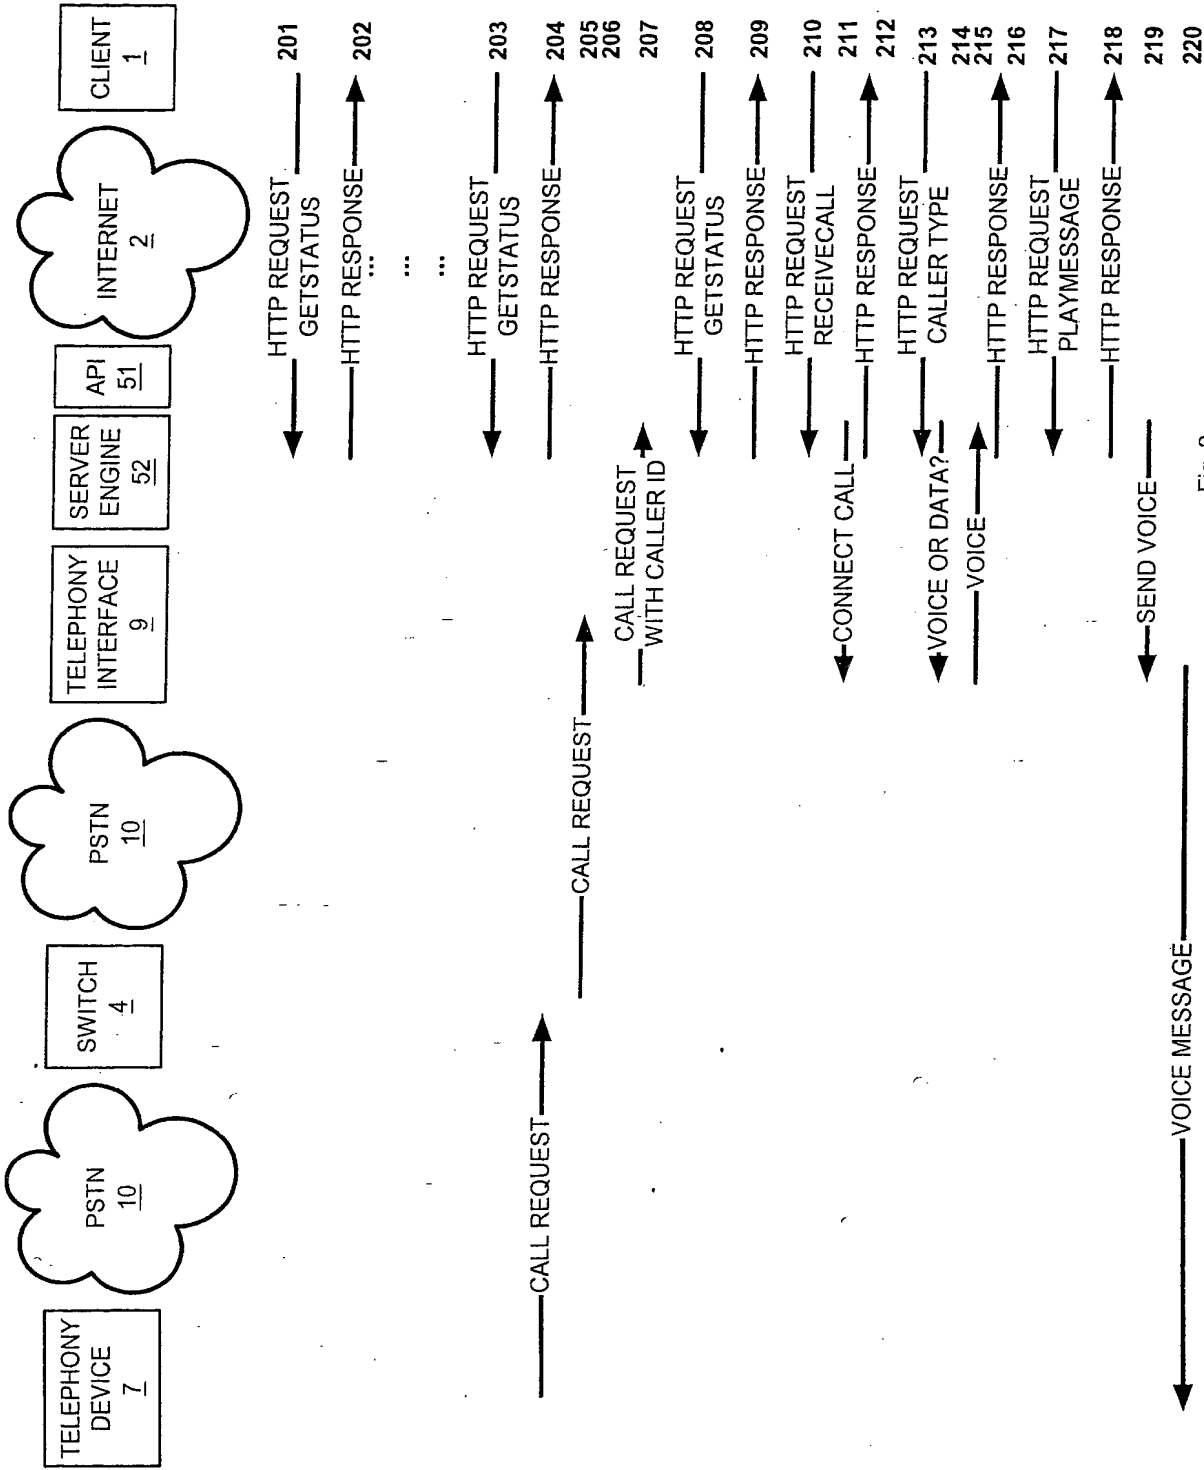 TELEPHONY
DEVICE
7
PSTN
10
SWITCH
4
PSTN
10
TELEPHONY
INTERFACE
9
SERVER
ENGINE
52
API
51
INTERNET
2
CLIENT
1
HTTP REQUEST
GETSTATUS
201
HTTP RESPONSE
202
...
...
...
HTTP REQUEST
GETSTATUS
203
CALL REQUEST
HTTP RESPONSE
204
CALL REQUEST
205
206
CALL REQUEST
WITH CALLER ID
207
HTTP REQUEST
GETSTATUS
208
HTTP RESPONSE
209
HTTP REQUEST
RECEIVECALL
210
CONNECT CALL
211
HTTP RESPONSE
212
HTTP REQUEST
CALLER TYPE
213
VOICE OR DATA?
214
VOICE
215
HTTP RESPONSE
216
HTTP REQUEST
PLAYMESSAGE
217
HTTP RESPONSE
218
SEND VOICE
219
VOICE MESSAGE
220